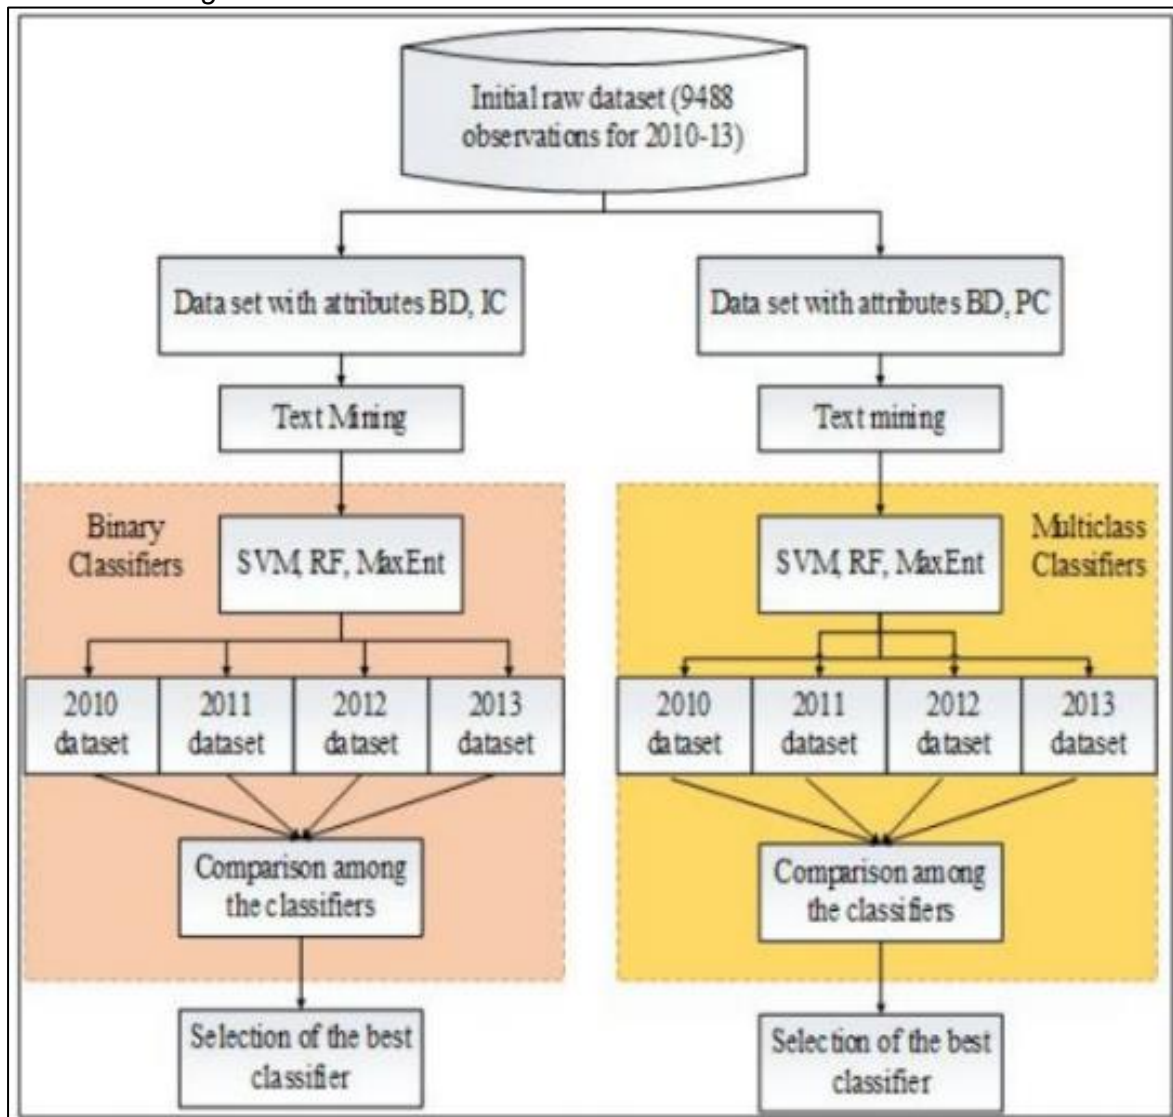 Initial raw dataset (9488
observations for 2010-13)
Data set with attributes BD, IC
Data set with attributes BD, PC
Text Mining
Text mining
Binary
Classifiers
SVM, RF, MaxEnt
SVM, RF, MaxEnt
Multiclass
Classifiers
2010
dataset
2011
dataset
2012
dataset
2013
dataset
2010
dataset
2011
dataset
2012
dataset
2013
dataset
Comparison among
the classifiers
Comparison among
the classifiers
Selection of the best
classifier
Selection of the best
classifier